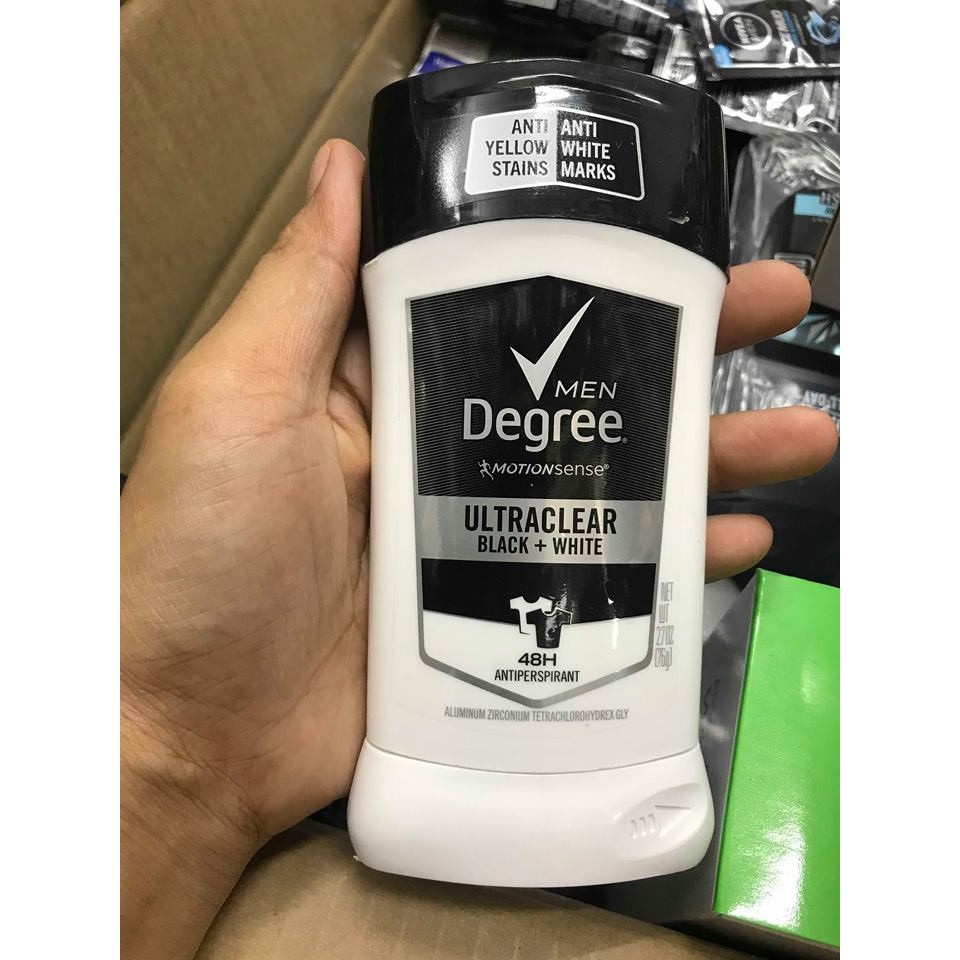 ANTI YELLOW STAINS
ANTI WHITE MARKS
MEN
Degree®
MOTIONsense®
ULTRACLEAR
BLACK + WHITE
48H
ANTIPERSPIRANT
NET WT 2.7 OZ (76g)
ALUMINUM ZIRCONIUM TETRACHLOROHYDREX GLY
NIVEA